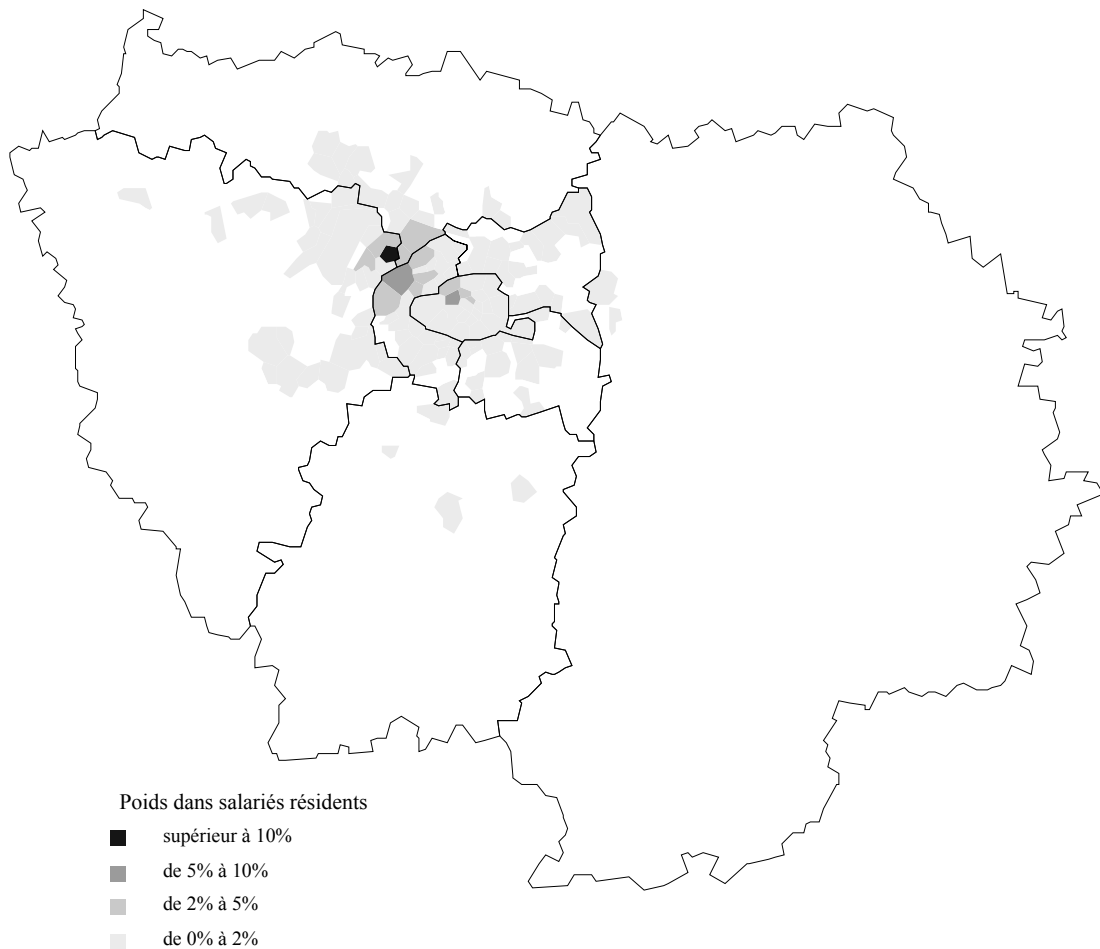 Poids dans salariés résidents
supérieur à 10%
de 5% à 10%
de 2% à 5%
de 0% à 2%